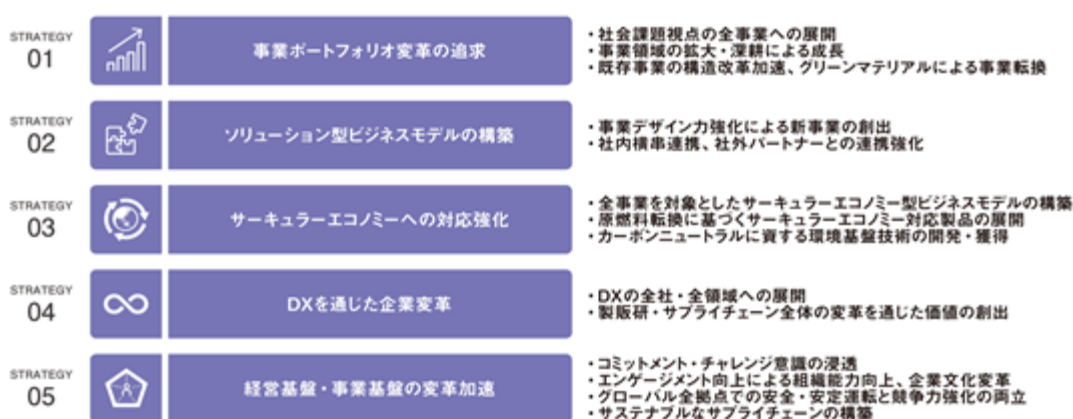 STRATEGY
01
事業ポートフォリオ変革の追求
・社会課題視点の全事業への展開
・事業領域の拡大・深耕による成長
・既存事業の構造改革加速、グリーンマテリアルによる事業転換
STRATEGY
02
ソリューション型ビジネスモデルの構築
・事業デザイン力強化による新事業の創出
・社内横串連携、社外パートナーとの連携強化
STRATEGY
03
サーキュラーエコノミーへの対応強化
・全事業を対象としたサーキュラーエコノミー型ビジネスモデルの構築
・原燃料転換に基づくサーキュラーエコノミー対応製品の展開
・カーボンニュートラルに資する環境基盤技術の開発・獲得
STRATEGY
04
DXを通じた企業変革
・DXの全社・全領域への展開
・製販研・サプライチェーン全体の変革を通じた価値の創出
STRATEGY
05
経営基盤・事業基盤の変革加速
・コミットメント・チャレンジ意識の浸透
・エンゲージメント向上による組織能力向上、企業文化変革
・グローバル全拠点での安全・安定運転と競争力強化の両立
・サステナブルなサプライチェーンの構築